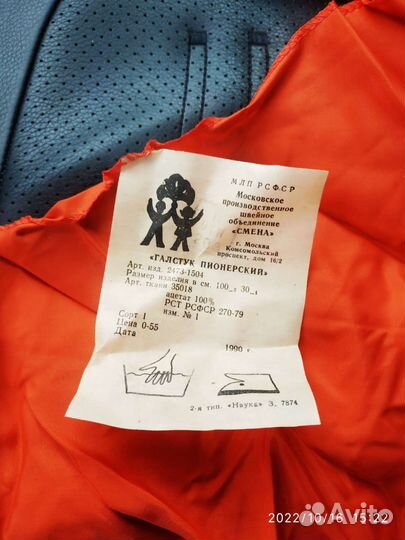 МЛП РСФСР
Московское
производственное
швейное
объединение
«СМЕНА»
г. Москва
Комсомольский
проспект, дом 16/2
«ГАЛСТУК ПИОНЕРСКИЙ»
Арт. изд. 2473-1504
Размер изделия в см. 100 30
Арт. ткани 35018
ацетат 100%
РСТ РСФСР 270-79
Сорт 1 изм. № 1
Цена 0-55
Дата 1990 г.
2-я тип. «Наука» З. 7874
2022/10/16 15:22
Avito